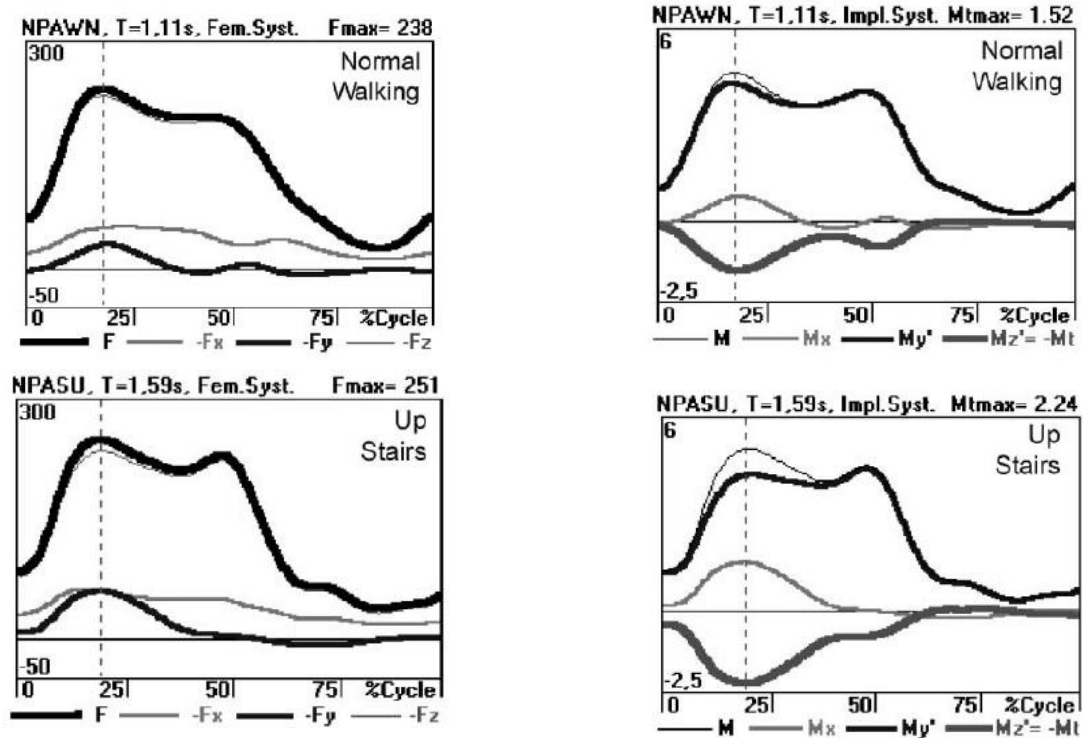 NPAWN, T=1,11s, Fem.Syst. Fmax= 238
300
Normal
Walking
-50
0 25 50 75 %Cycle
F -Fx -Fy -Fz
NPAWN, T=1,11s, Impl.Syst. Mtmax= 1.52
6
Normal
Walking
-2,5
0 25 50 75 %Cycle
M Mx My' Mz'= -Mt
NPASU, T=1,59s, Fem.Syst. Fmax= 251
300
Up
Stairs
-50
0 25 50 75 %Cycle
F -Fx -Fy -Fz
NPASU, T=1,59s, Impl.Syst. Mtmax= 2.24
6
Up
Stairs
-2,5
0 25 50 75 %Cycle
M Mx My' Mz'= -Mt